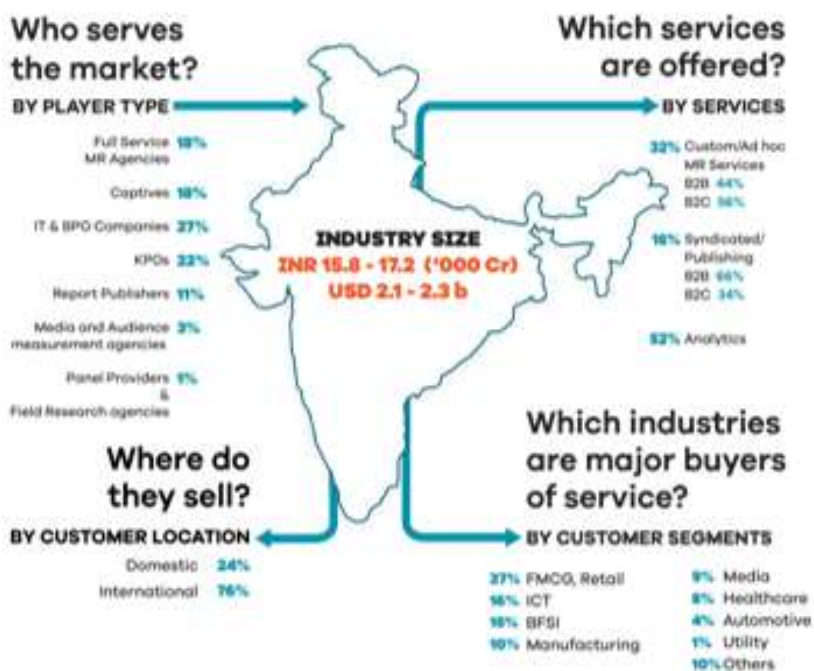 Who serves
the market?
BY PLAYER TYPE
Full Service 18%
MR Agencies
Captives 18%
IT & BPO Companies 27%
KPOs 22%
Report Publishers 11%
Media and Audience 3%
measurement agencies
Panel Providers 1%
&
Field Research agencies
Which services
are offered?
BY SERVICES
32% Custom/Ad hoc
MR Services
B2B 44%
B2C 56%
16% Syndicated/
Publishing
B2B 66%
B2C 34%
52% Analytics
INDUSTRY SIZE
INR 15.8 - 17.2 ('000 Cr)
USD 2.1 - 2.3 b
Where do
they sell?
BY CUSTOMER LOCATION
Domestic 24%
International 76%
Which industries
are major buyers
of service?
BY CUSTOMER SEGMENTS
27% FMCG, Retail
16% ICT
BFSI
10% Manufacturing
9% Media
8% Healthcare
4% Automotive
1% Utility
10% Others